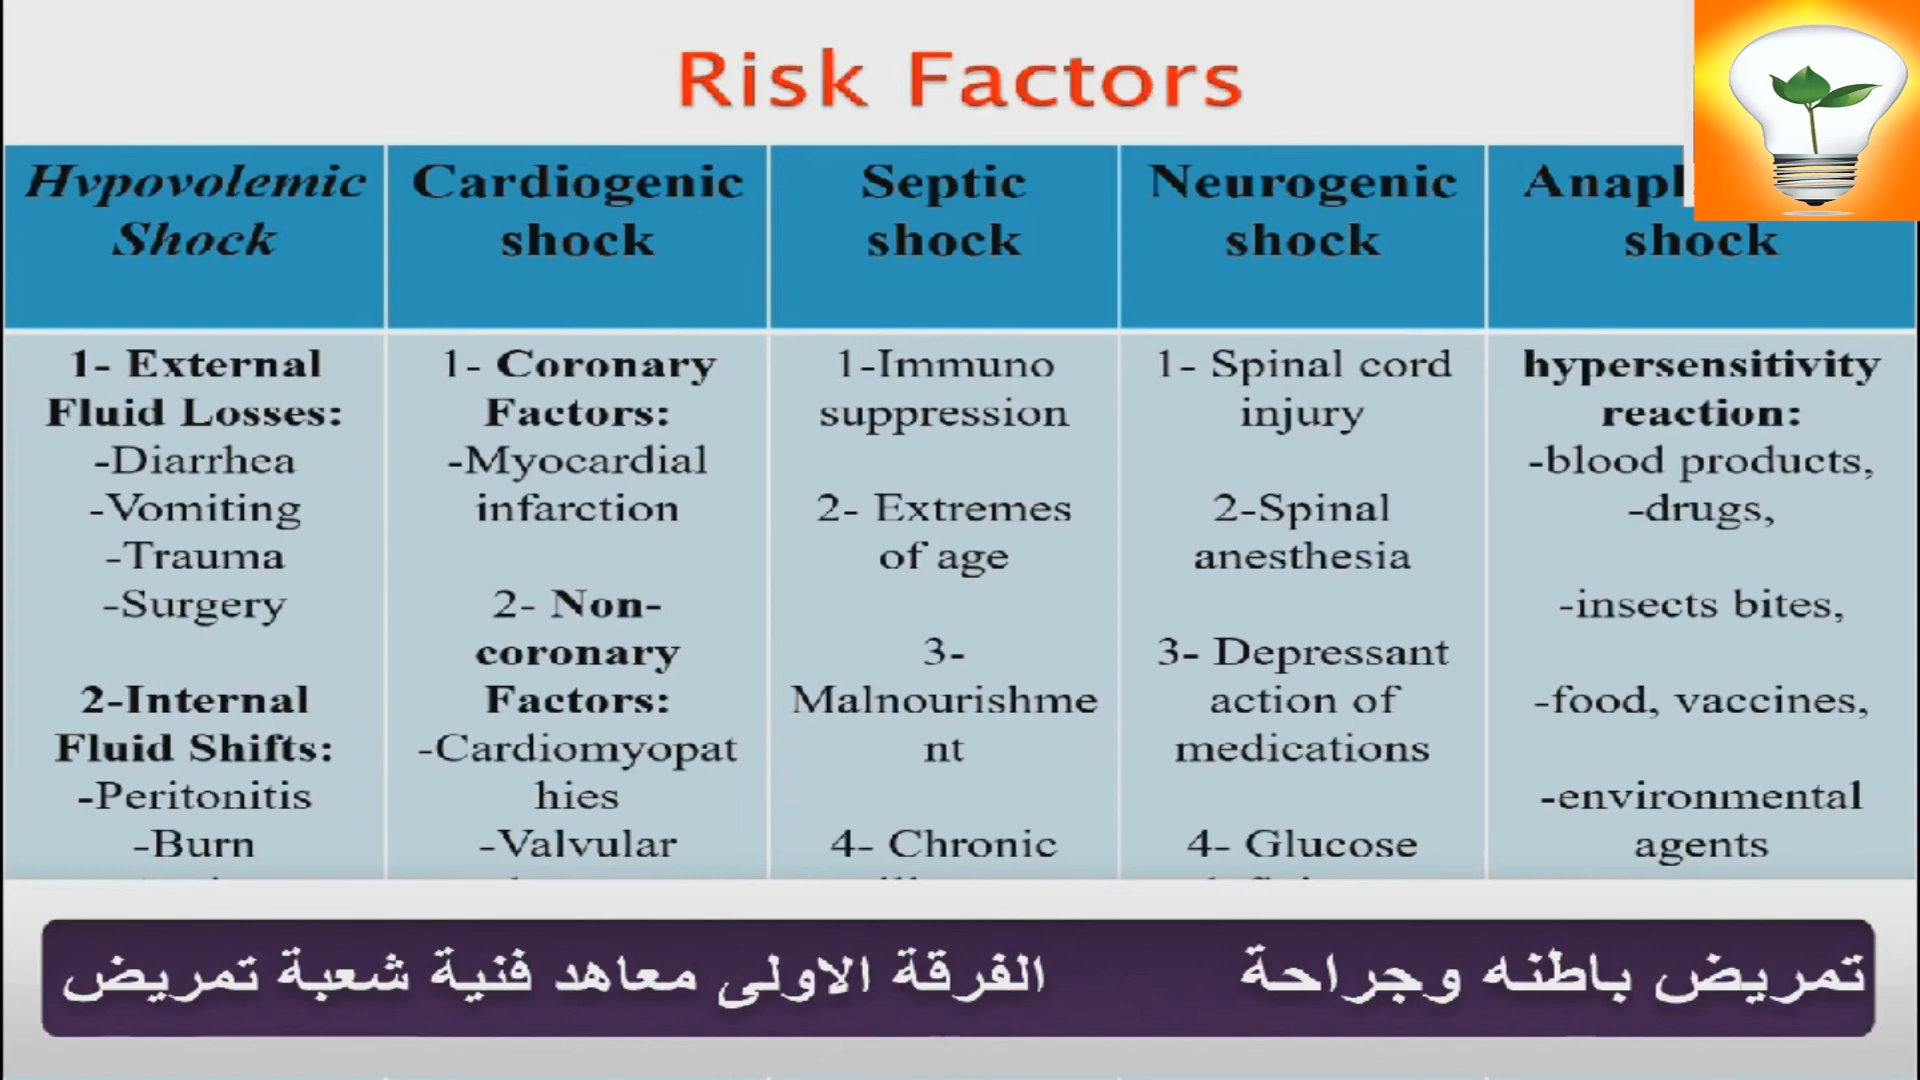 Risk Factors
Hypovolemic
Shock
1- External
Fluid Losses:
-Diarrhea
-Vomiting
-Trauma
-Surgery
2-Internal
Fluid Shifts:
-Peritonitis
-Burn
Cardiogenic
shock
1- Coronary
Factors:
-Myocardial
infarction
2- Non-
coronary
Factors:
-Cardiomyopat
hies
-Valvular
Septic
shock
1-Immuno
suppression
2- Extremes
of age
3-
Malnourishme
nt
4- Chronic
Neurogenic
shock
1- Spinal cord
injury
2-Spinal
anesthesia
3- Depressant
action of
medications
4- Glucose
shock
hypersensitivity
reaction:
-blood products,
-drugs,
-insects bites,
-food, vaccines,
-environmental
agents
تمريض باطنه وجراحة الفرقة الاولى معاهد فنية شعبة تمريض